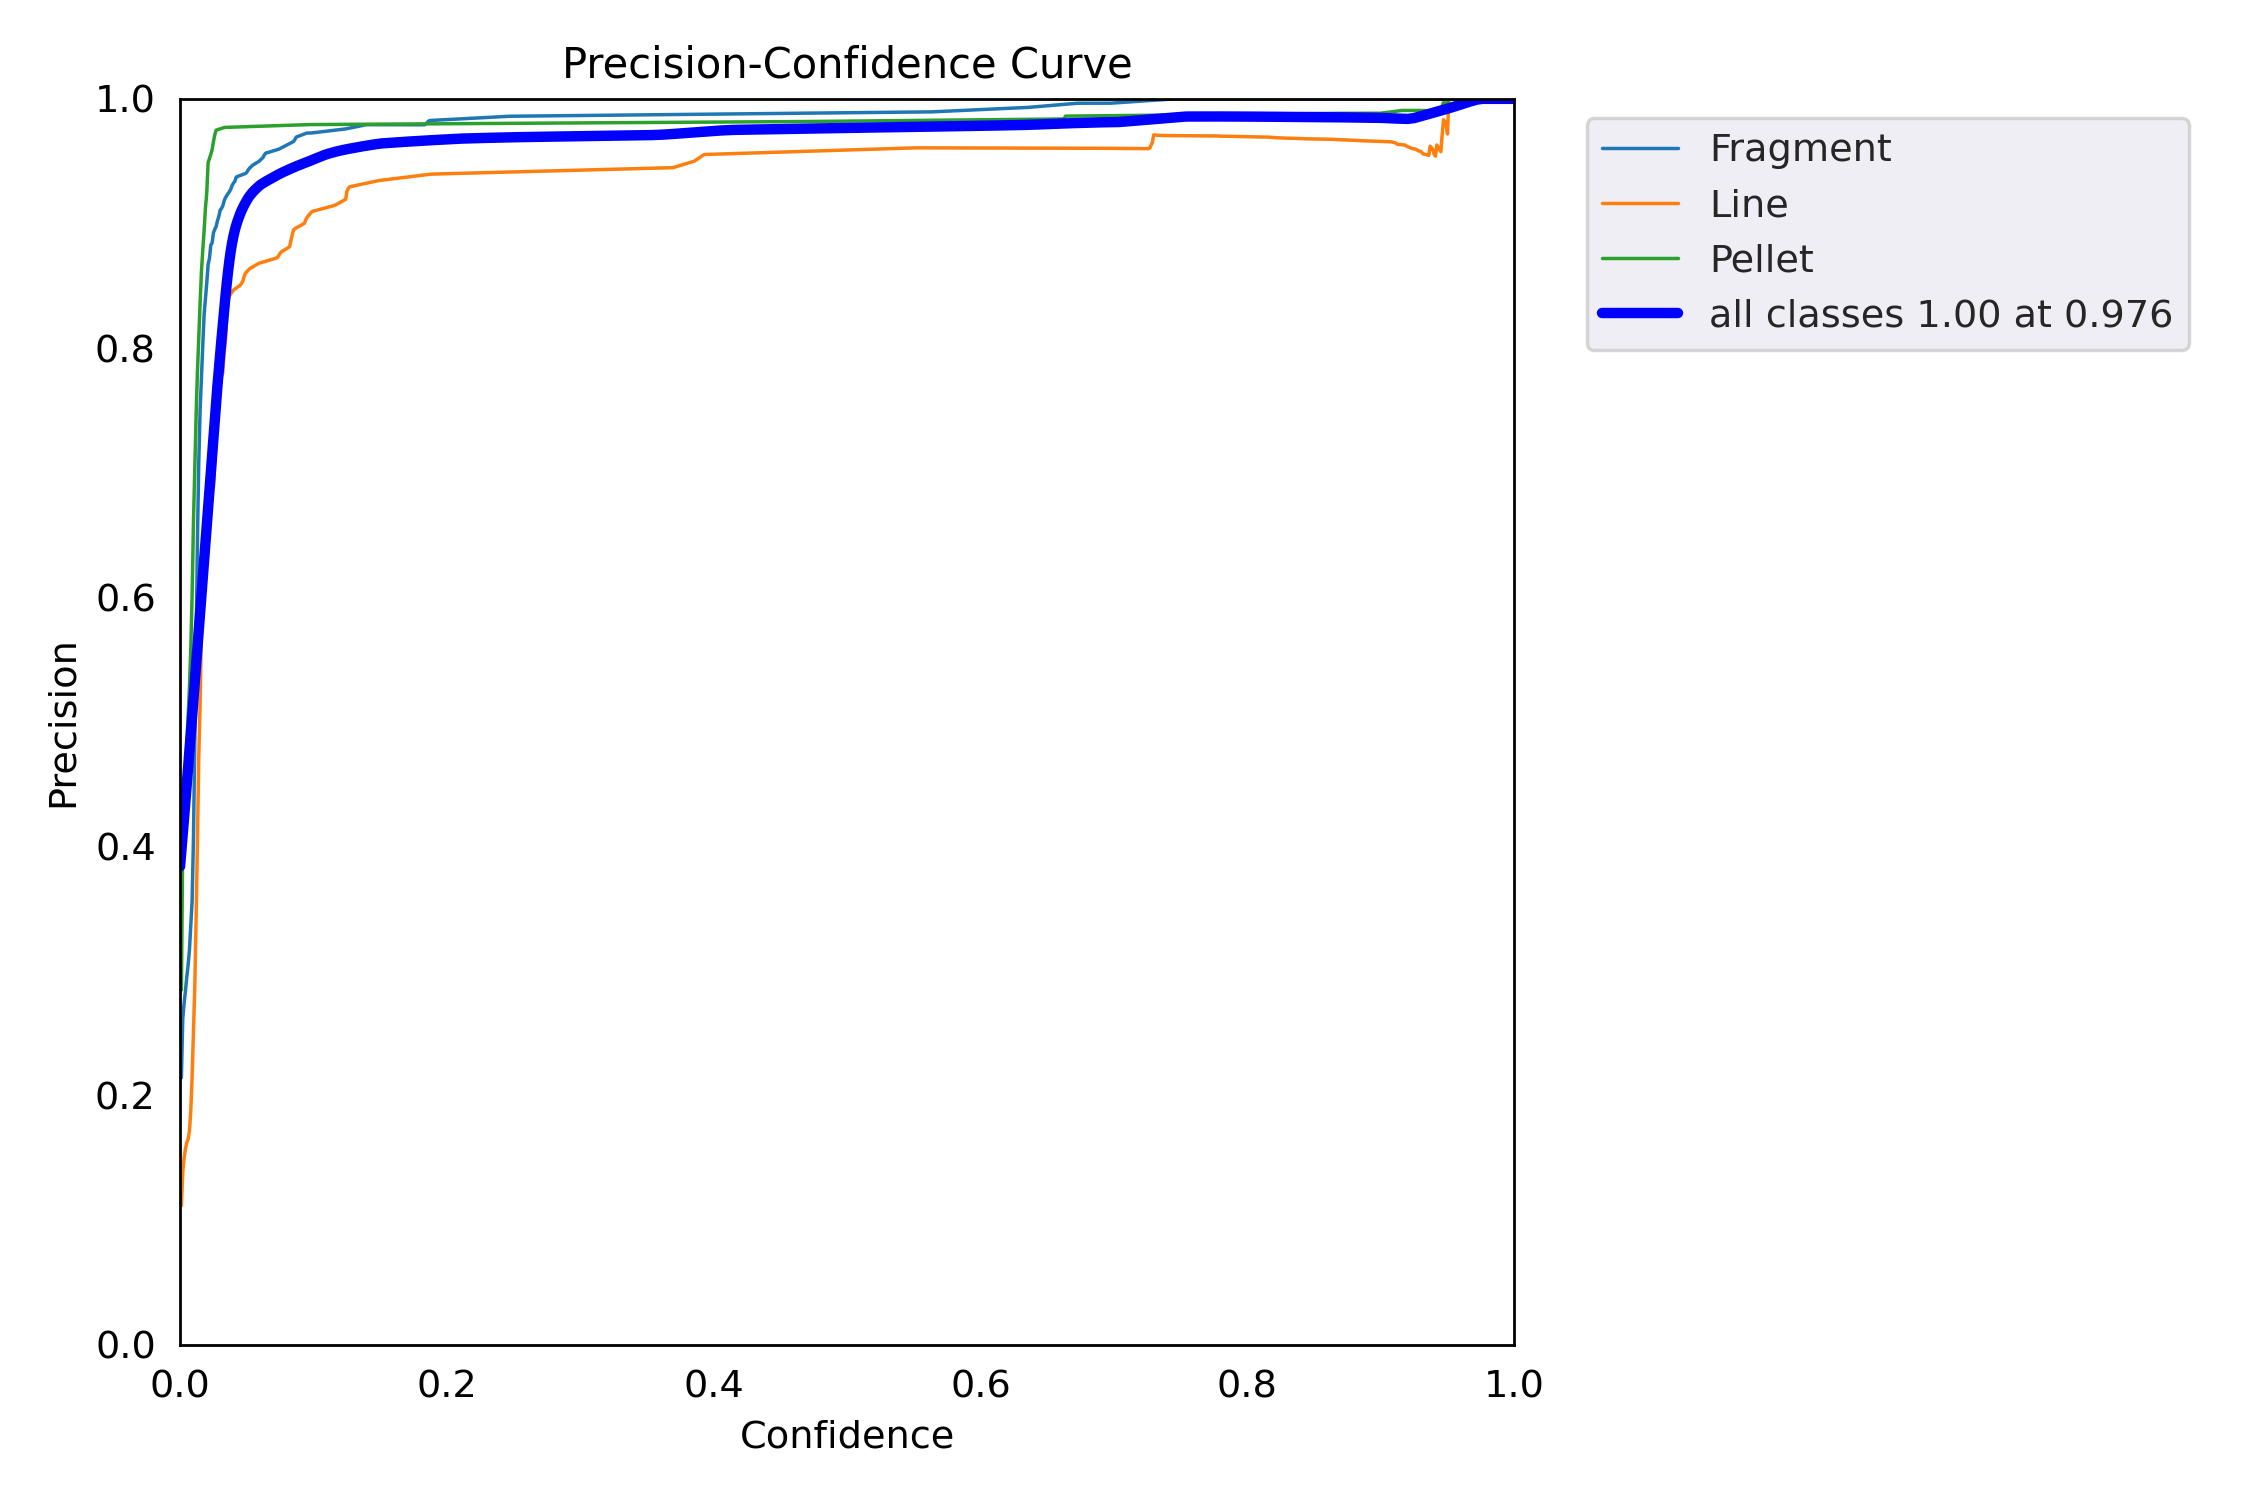 Precision-Confidence Curve
1.0
0.8
0.6
0.4
0.2
0.0
Precision
0.0 0.2 0.4 0.6 0.8 1.0
Confidence
Fragment
Line
Pellet
all classes 1.00 at 0.976